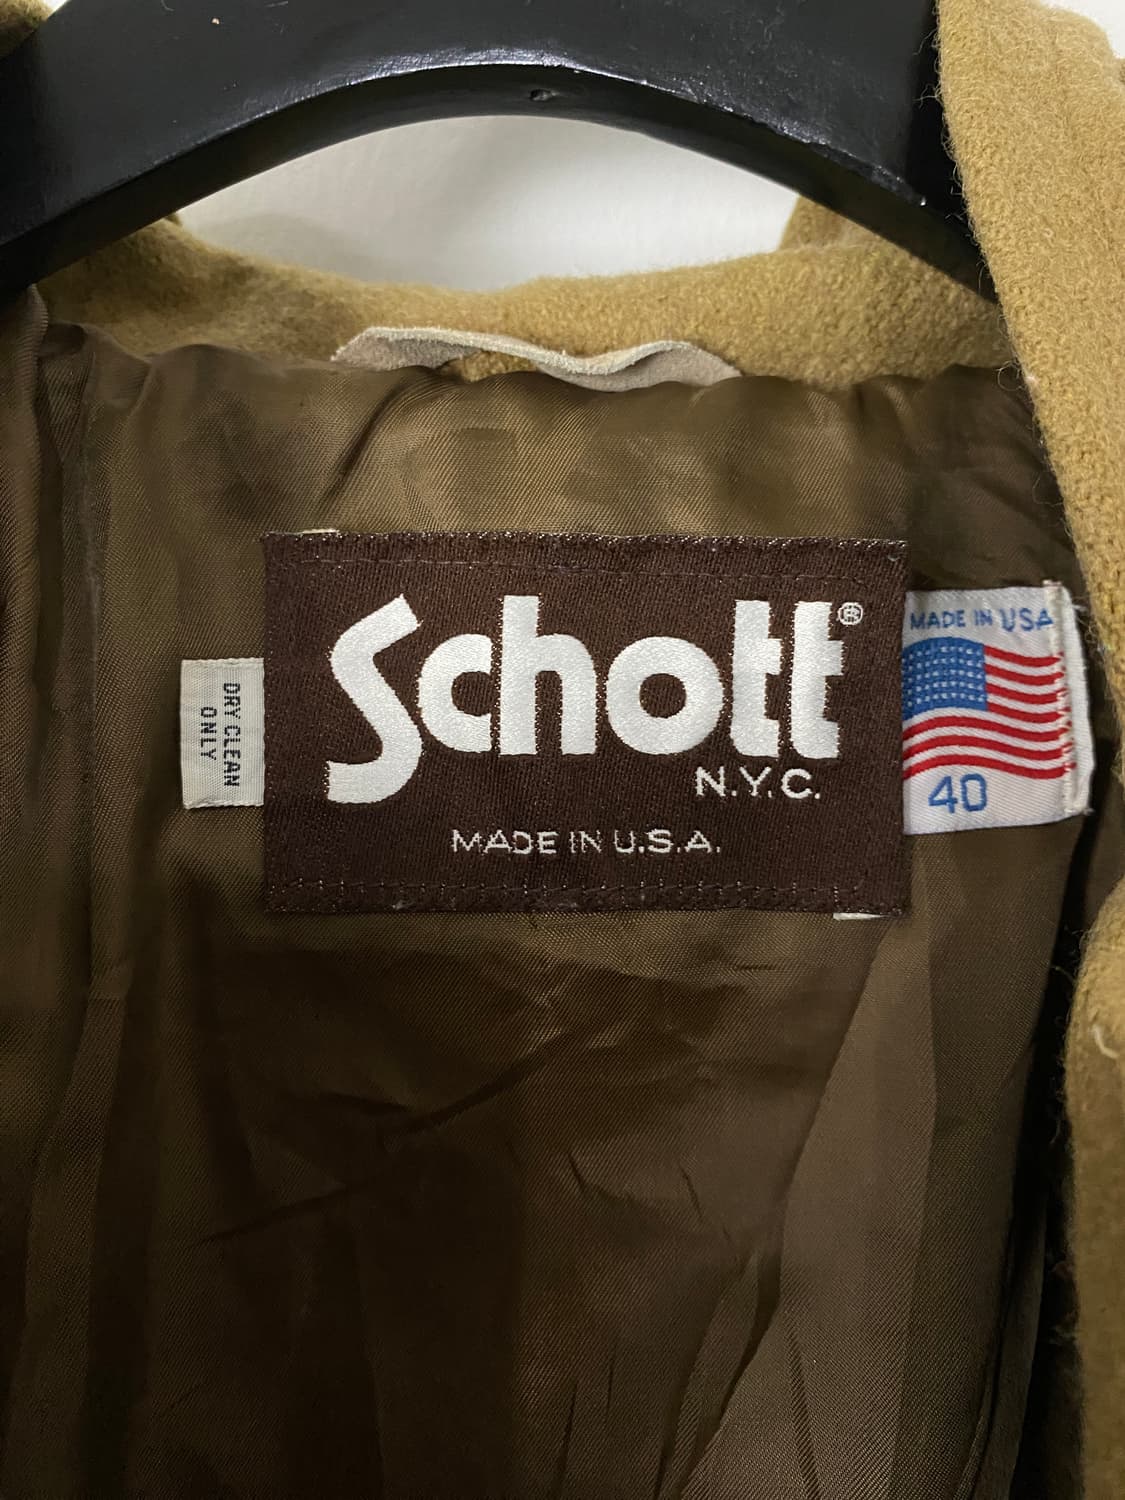 Schott®
N.Y.C.
MADE IN U.S.A.
DRY CLEAN
ONLY
MADE IN USA
40